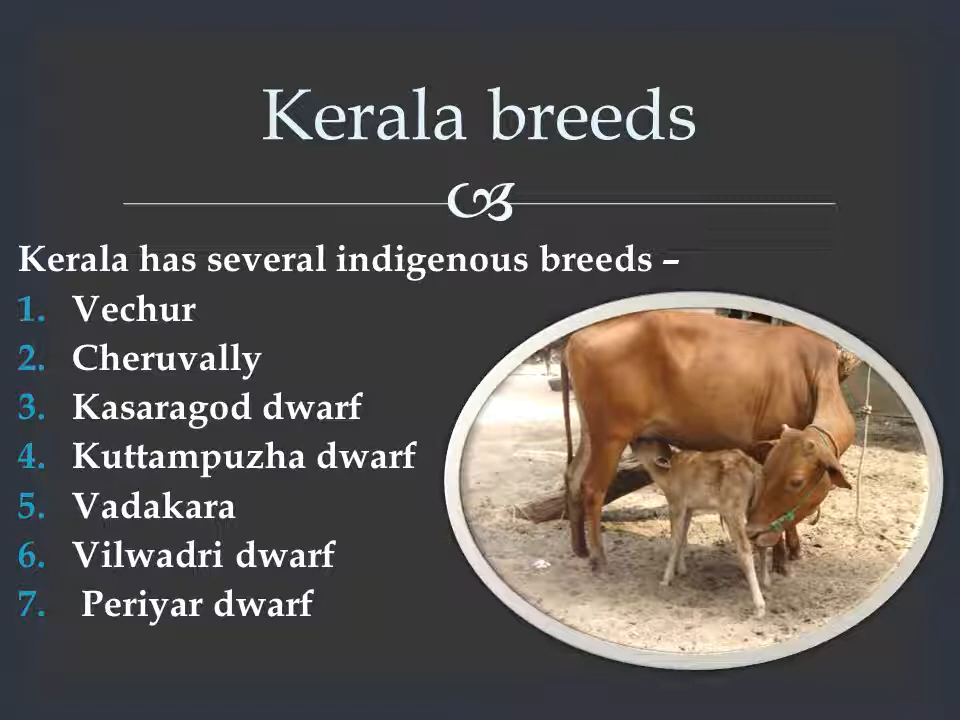 Kerala breeds
Kerala has several indigenous breeds –
1. Vechur
2. Cheruvally
3. Kasaragod dwarf
4. Kuttampuzha dwarf
5. Vadakara
6. Vilwadri dwarf
7. Periyar dwarf